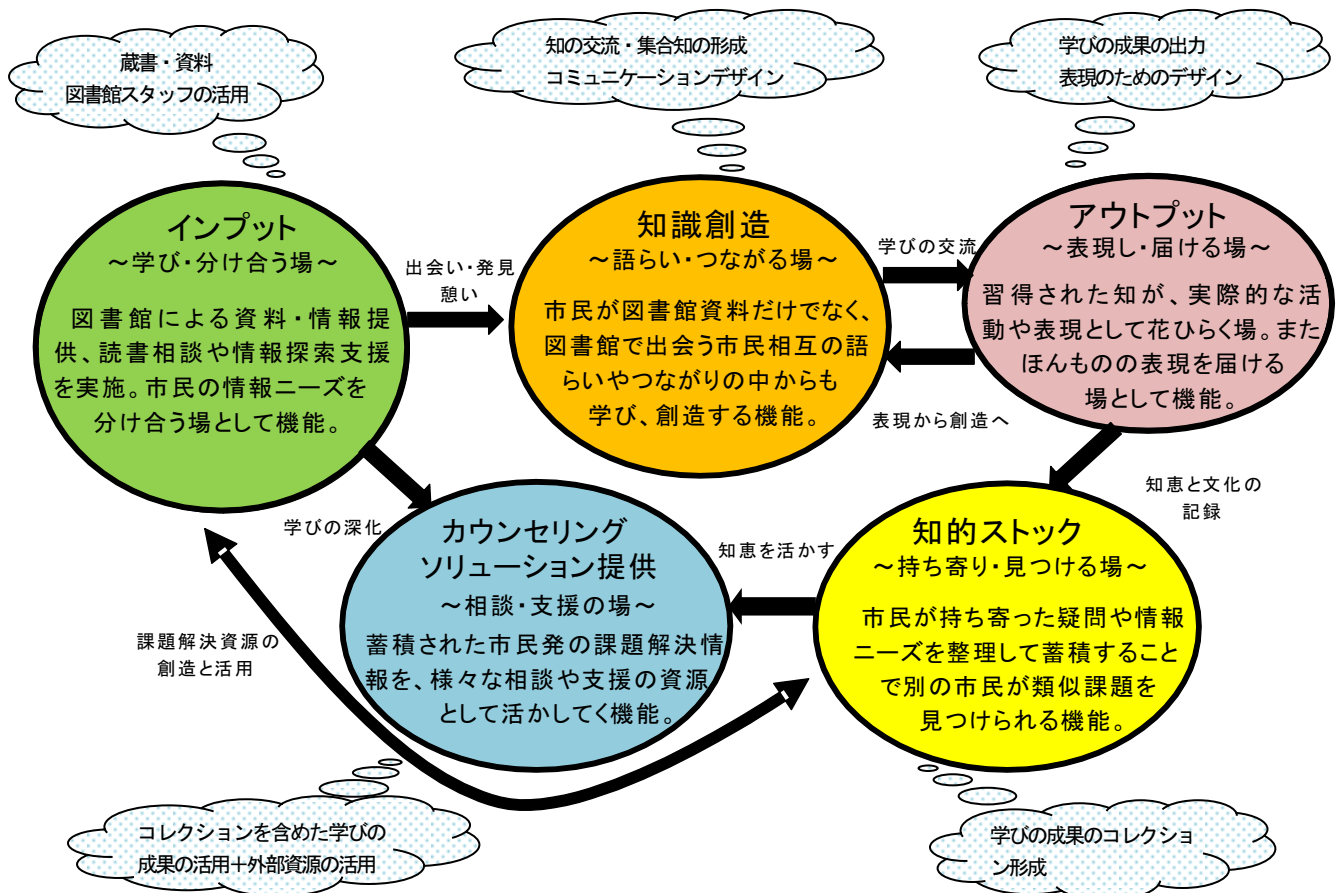 蔵書・資料
図書館スタッフの活用
知の交流・集合知の形成
コミュニケーションデザイン
学びの成果の出力
表現のためのデザイン
インプット
～学び・分け合う場～
図書館による資料・情報提
供、読書相談や情報探索支援
を実施。市民の情報ニーズを
分け合う場として機能。
出会い・発見
憩い
知識創造
～語らい・つながる場～
市民が図書館資料だけでなく、
図書館で出会う市民相互の語
らいやつながりの中からも
学び、創造する機能。
学びの交流
表現から創造へ
アウトプット
～表現し・届ける場～
習得された知が、実際的な活
動や表現として花ひらく場。また
ほんものの表現を届ける
場として機能。
知恵と文化の
記録
学びの深化
カウンセリング
ソリューション提供
～相談・支援の場～
蓄積された市民発の課題解決情
報を、様々な相談や支援の資源
として活かしてく機能。
知恵を活かす
知的ストック
～持ち寄り・見つける場～
市民が持ち寄った疑問や情報
ニーズを整理して蓄積すること
で別の市民が類似課題を
見つけられる機能。
課題解決資源の
創造と活用
コレクションを含めた学びの
成果の活用＋外部資源の活用
学びの成果のコレクショ
ン形成